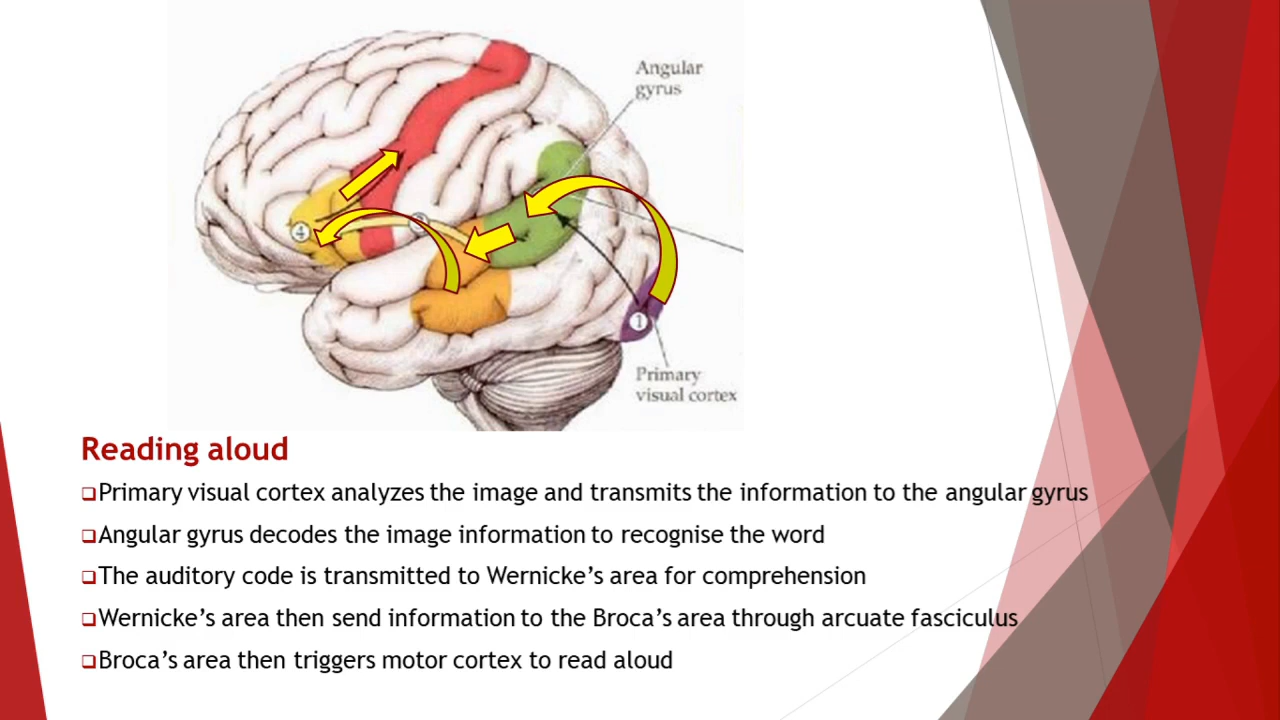 Angular
gyrus
4
1
Primary
visual cortex
Reading aloud
Primary visual cortex analyzes the image and transmits the information to the angular gyrus
Angular gyrus decodes the image information to recognise the word
The auditory code is transmitted to Wernicke’s area for comprehension
Wernicke’s area then send information to the Broca’s area through arcuate fasciculus
Broca’s area then triggers motor cortex to read aloud